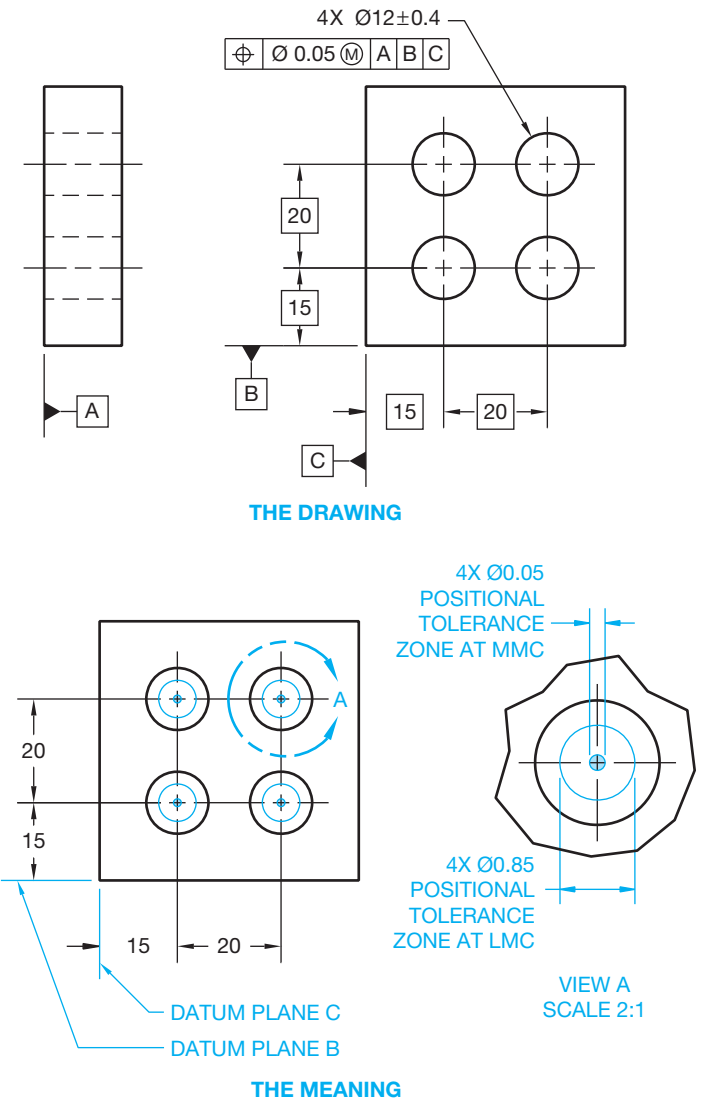 4X Ø12±0.4
⌖ Ø 0.05 Ⓜ A B C
20
15
A
B
15 20
C
THE DRAWING
4X Ø0.05
POSITIONAL
TOLERANCE
ZONE AT MMC
A
20
15
4X Ø0.85
POSITIONAL
TOLERANCE
ZONE AT LMC
15 20
VIEW A
SCALE 2:1
DATUM PLANE C
DATUM PLANE B
THE MEANING